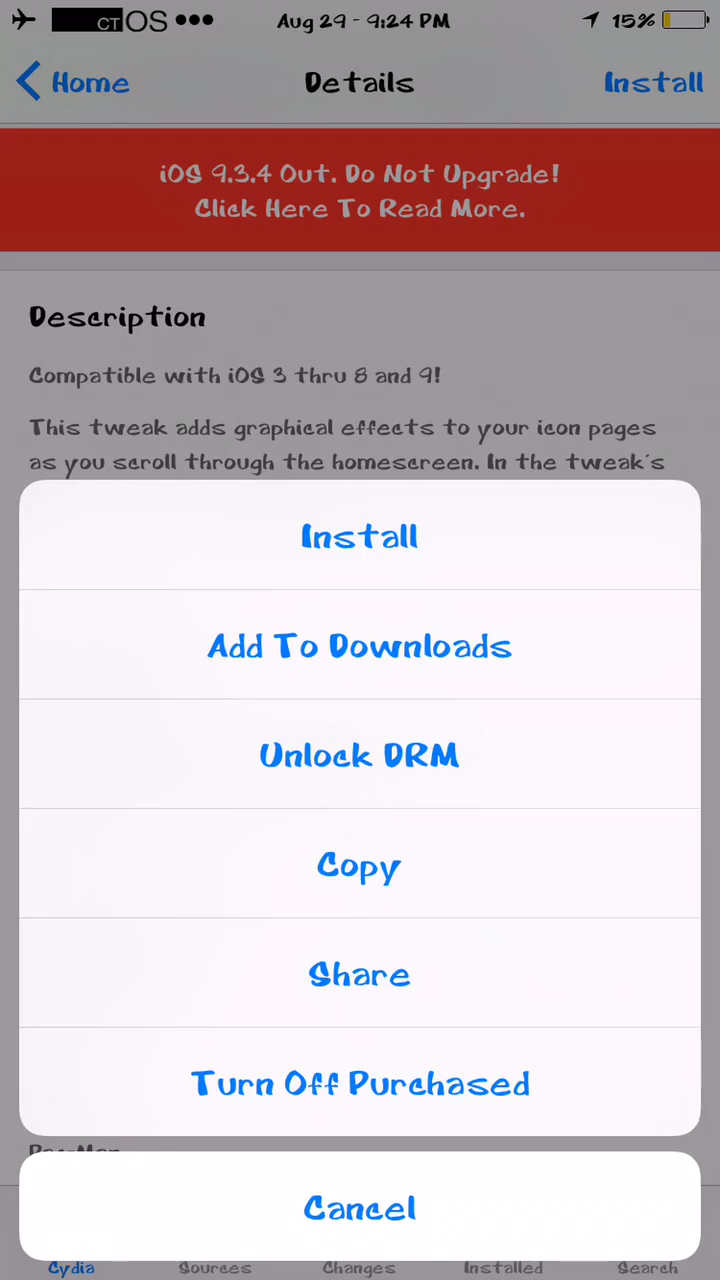 CT OS Aug 29 - 9:24 PM 15%
Home Details Install
iOS 9.3.4 Out. Do Not Upgrade!
Click Here To Read More.
Description
Compatible with iOS 3 thru 8 and 9!
This tweak adds graphical effects to your icon pages
as you scroll through the homescreen. In the tweak's
Install
Add To Downloads
Unlock DRM
Copy
Share
Turn Off Purchased
Cancel
Cydia Sources Changes Installed Search